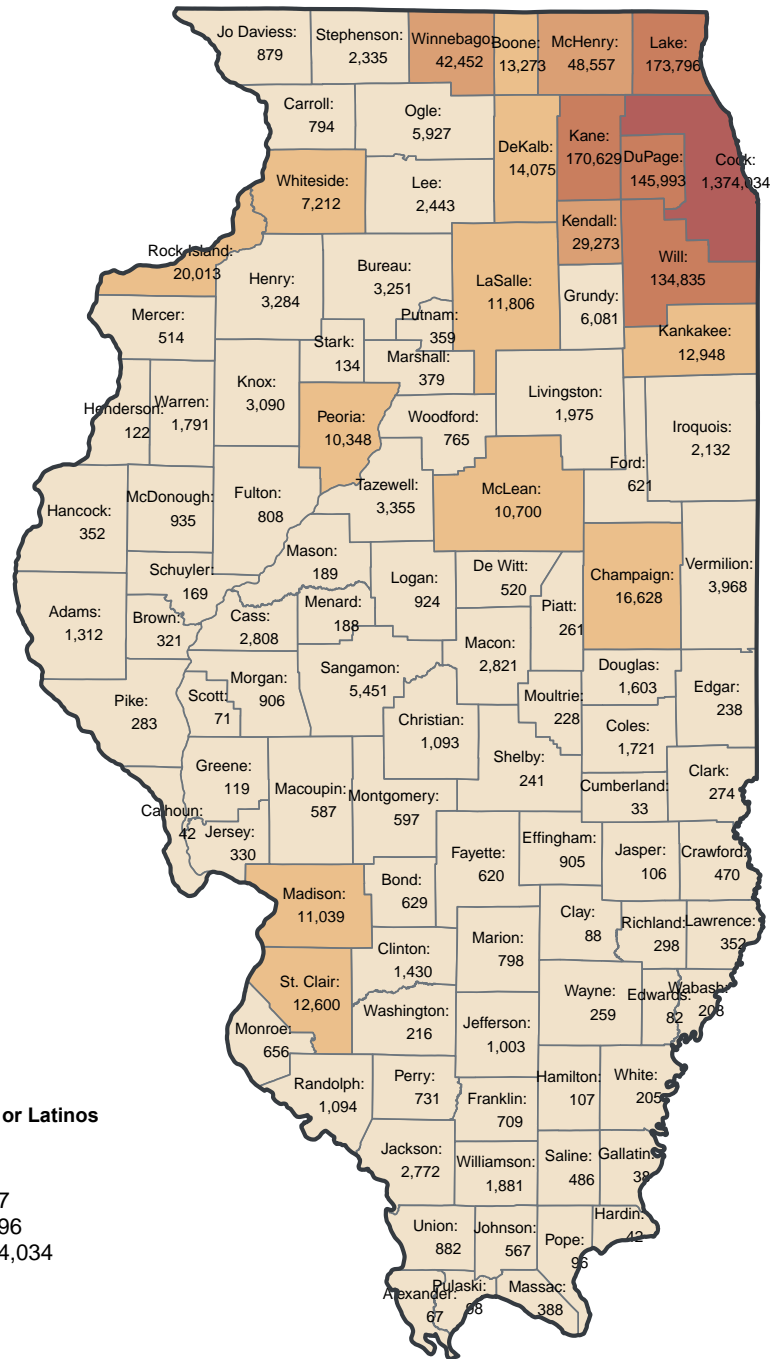 Jo Daviess:
879
Stephenson:
2,335
Winnebago:
42,452
Boone:
13,273
McHenry:
48,557
Lake:
173,796
Carroll:
794
Ogle:
5,927
DeKalb:
14,075
Kane:
170,629
DuPage:
145,993
Cook:
1,374,034
Whiteside:
7,212
Lee:
2,443
Kendall:
29,273
Rock Island:
20,013
Henry:
3,284
Bureau:
3,251
LaSalle:
11,806
Grundy:
6,081
Will:
134,835
Mercer:
514
Putnam:
359
Kankakee:
12,948
Stark:
134
Marshall:
379
Henderson:
122
Warren:
1,791
Knox:
3,090
Peoria:
10,348
Woodford:
765
Livingston:
1,975
Iroquois:
2,132
Ford:
621
Hancock:
352
McDonough:
935
Fulton:
808
Tazewell:
3,355
McLean:
10,700
Mason:
189
Schuyler:
169
Logan:
924
De Witt:
520
Champaign:
16,628
Vermilion:
3,968
Adams:
1,312
Brown:
321
Cass:
2,808
Menard:
188
Piatt:
261
Macon:
2,821
Pike:
283
Scott:
71
Morgan:
906
Sangamon:
5,451
Christian:
1,093
Moultrie:
228
Douglas:
1,603
Edgar:
238
Coles:
1,721
Shelby:
241
Greene:
119
Macoupin:
587
Montgomery:
597
Cumberland:
33
Clark:
274
Calhoun:
42
Jersey:
330
Fayette:
620
Effingham:
905
Jasper:
106
Crawford:
470
Madison:
11,039
Bond:
629
Clay:
88
Richland:
298
Lawrence:
352
Marion:
798
Clinton:
1,430
St. Clair:
12,600
Wayne:
259
Edwards:
82
Wabash:
208
Monroe:
656
Washington:
216
Jefferson:
1,003
Randolph:
1,094
Perry:
731
Hamilton:
107
White:
205
Franklin:
709
or Latinos
Jackson:
2,772
Williamson:
1,881
Saline:
486
Gallatin:
38
7
96
4,034
Union:
882
Johnson:
567
Pope:
96
Hardin:
42
Alexander:
67
Pulaski:
98
Massac:
388